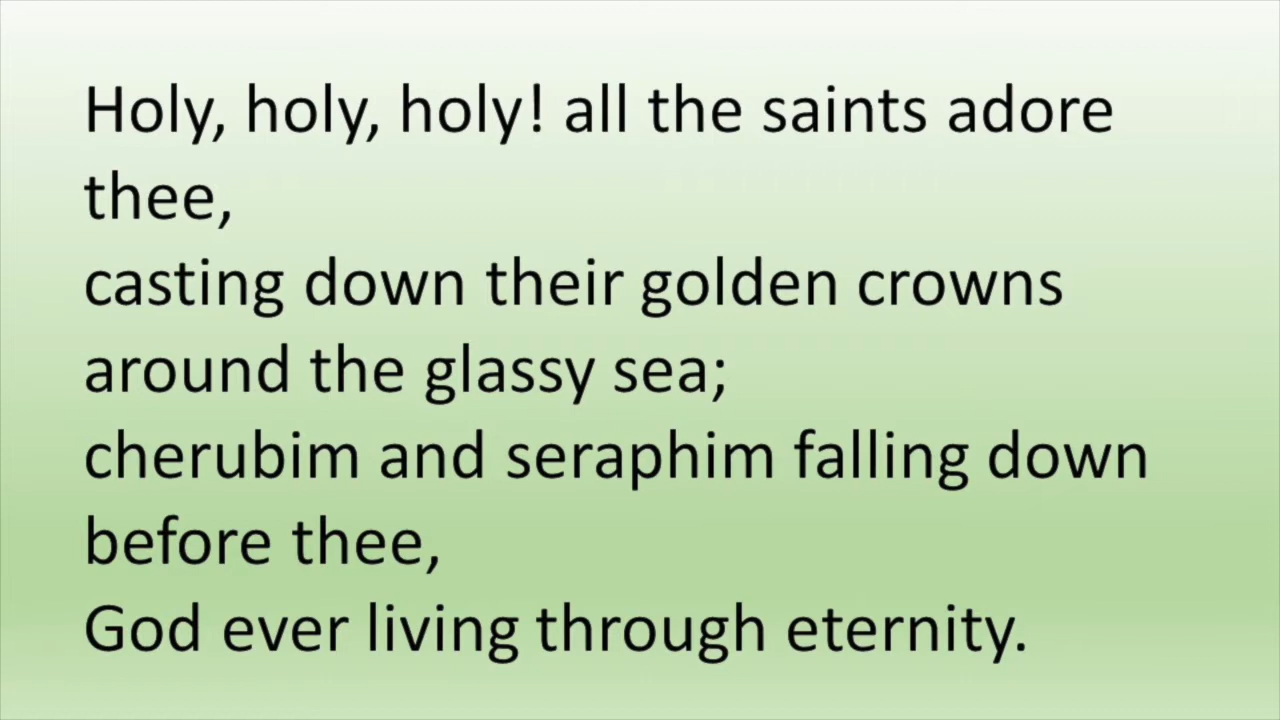 Holy, holy, holy! all the saints adore
thee,
casting down their golden crowns
around the glassy sea;
cherubim and seraphim falling down
before thee,
God ever living through eternity.